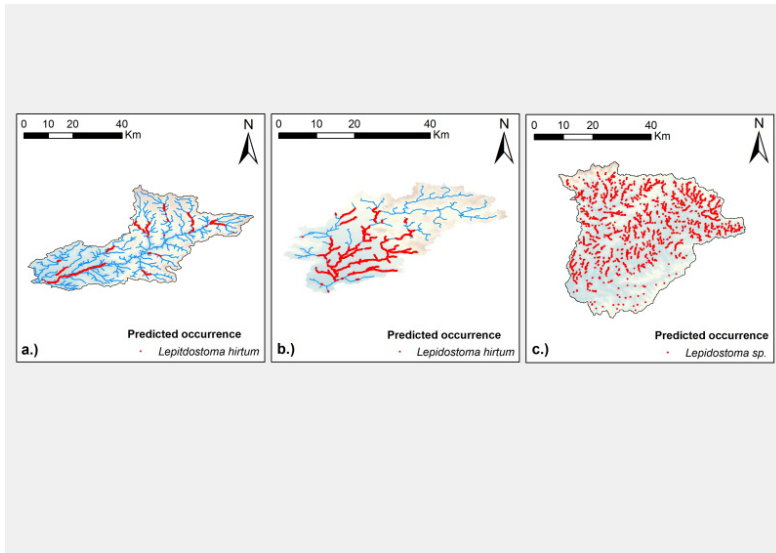 0 10 20 40
Km
N
Predicted occurrence
a.)
Lepitdostoma hirtum
0 10 20 40
Km
N
Predicted occurrence
b.)
Lepidostoma hirtum
0 10 20 40
Km
N
Predicted occurrence
c.)
Lepidostoma sp.